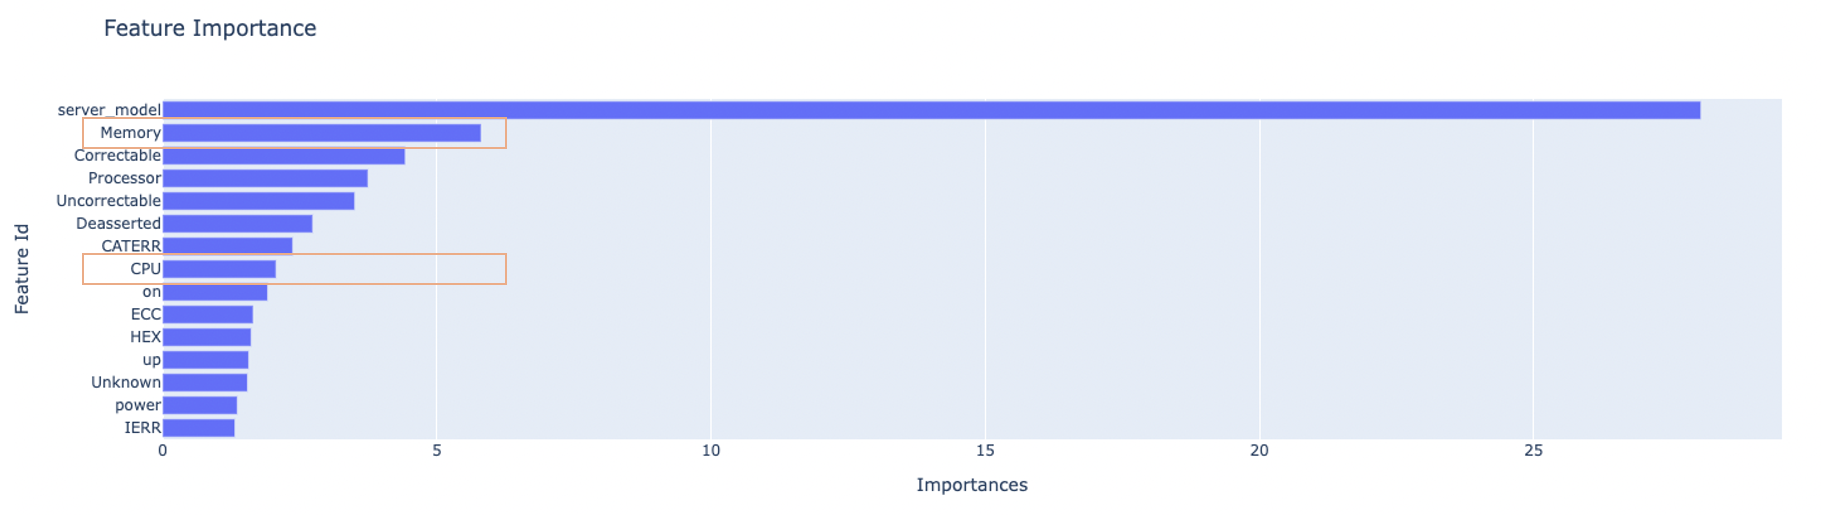 Feature Importance
server_model
Memory
Correctable
Processor
Uncorrectable
Deasserted
CATERR
CPU
on
ECC
HEX
up
Unknown
power
IERR
Feature Id
0 5 10 15 20 25
Importances